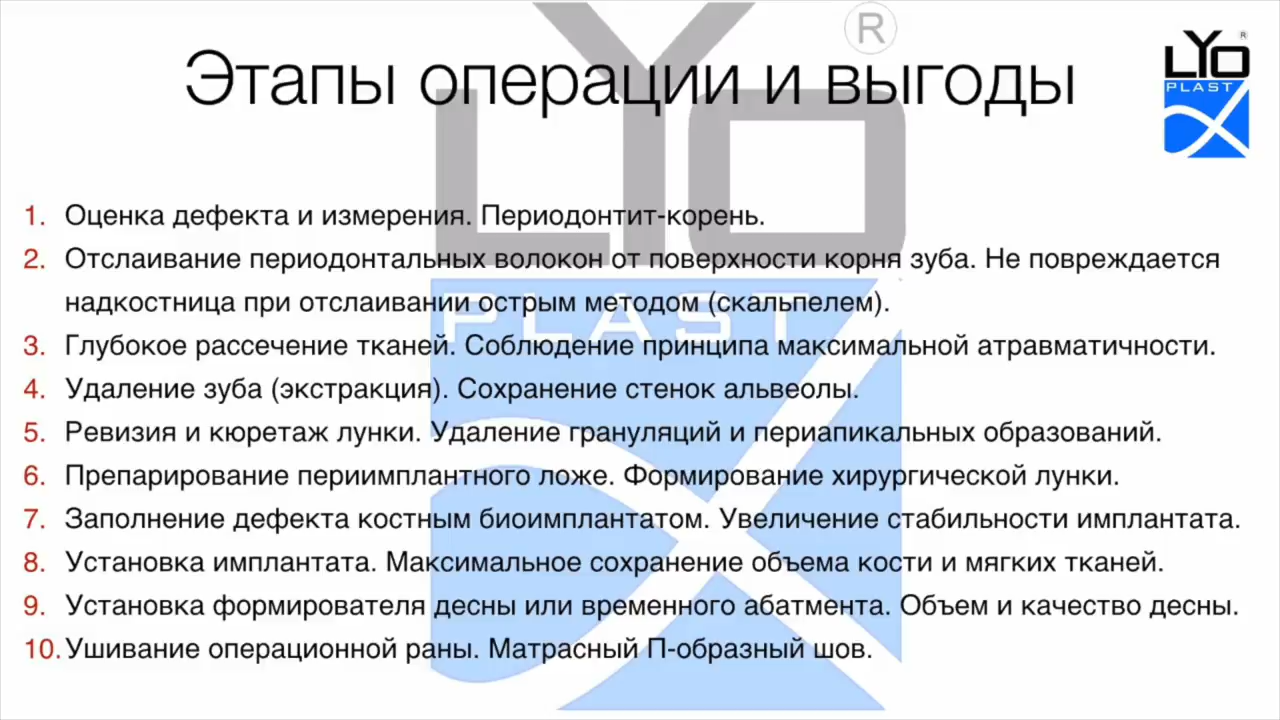 Этапы операции и выгоды
LYO
PLAST
®
LYO
PLAST
®
1. Оценка дефекта и измерения. Периодонтит-корень.
2. Отслаивание периодонтальных волокон от поверхности корня зуба. Не повреждается
надкостница при отслаивании острым методом (скальпелем).
3. Глубокое рассечение тканей. Соблюдение принципа максимальной атравматичности.
4. Удаление зуба (экстракция). Сохранение стенок альвеолы.
5. Ревизия и кюретаж лунки. Удаление грануляций и периапикальных образований.
6. Препарирование периимплантного ложе. Формирование хирургической лунки.
7. Заполнение дефекта костным биоимплантатом. Увеличение стабильности имплантата.
8. Установка имплантата. Максимальное сохранение объема кости и мягких тканей.
9. Установка формирователя десны или временного абатмента. Объем и качество десны.
10. Ушивание операционной раны. Матрасный П-образный шов.